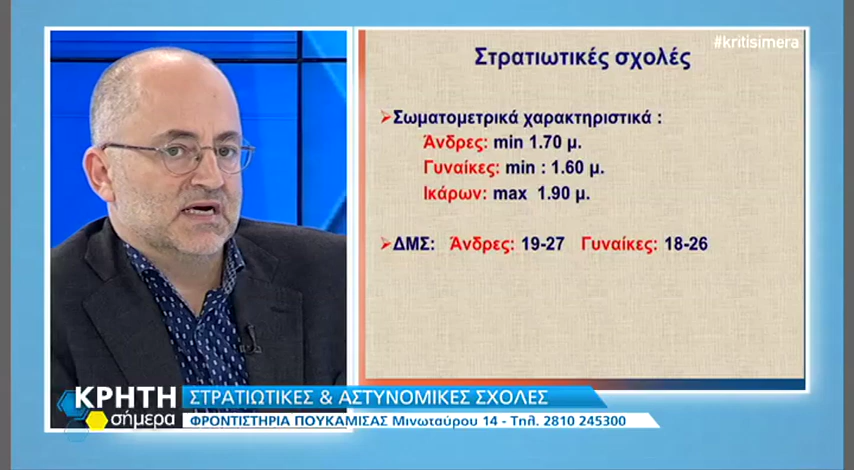 #kritisimera
Στρατιωτικές σχολές
➢Σωματομετρικά χαρακτηριστικά :
Άνδρες: min 1.70 μ.
Γυναίκες: min : 1.60 μ.
Ικάρων: max 1.90 μ.
➢ΔΜΣ: Άνδρες: 19-27 Γυναίκες: 18-26
ΚΡΗΤΗ
σήμερα
ΣΤΡΑΤΙΩΤΙΚΕΣ & ΑΣΤΥΝΟΜΙΚΕΣ ΣΧΟΛΕΣ
ΦΡΟΝΤΙΣΤΗΡΙΑ ΠΟΥΚΑΜΙΣΑΣ Μινωταύρου 14 - Τηλ. 2810 245300